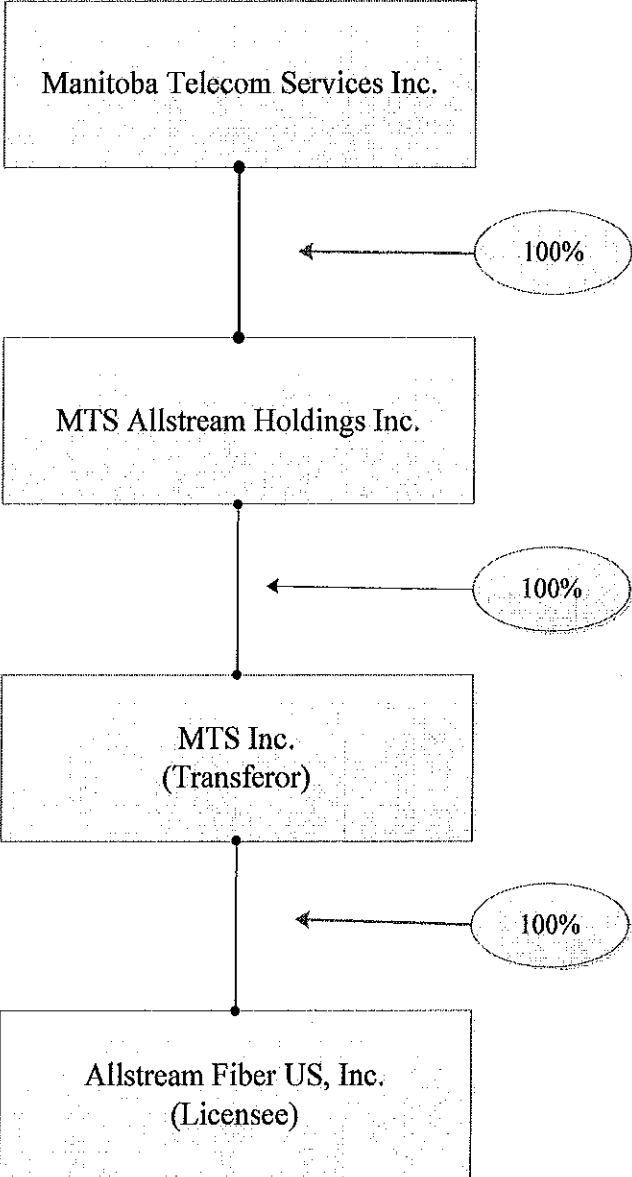 Manitoba Telecom Services Inc.
100%
MTS Allstream Holdings Inc.
100%
MTS Inc.
(Transferor)
100%
Allstream Fiber US, Inc.
(Licensee)